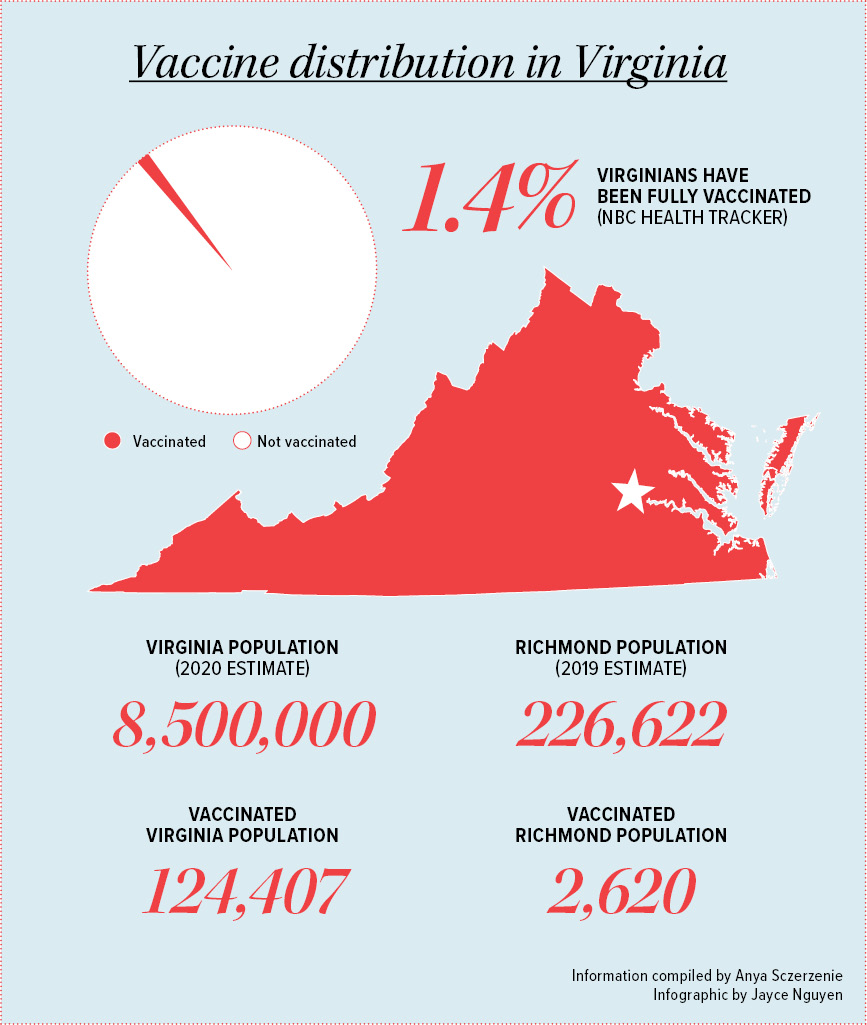 Vaccine distribution in Virginia
1.4%
VIRGINIANS HAVE
BEEN FULLY VACCINATED
(NBC HEALTH TRACKER)
Vaccinated
Not vaccinated
VIRGINIA POPULATION
(2020 ESTIMATE)
8,500,000
RICHMOND POPULATION
(2019 ESTIMATE)
226,622
VACCINATED
VIRGINIA POPULATION
124,407
VACCINATED
RICHMOND POPULATION
2,620
Information compiled by Anya Sczerzenie
Infographic by Jayce Nguyen